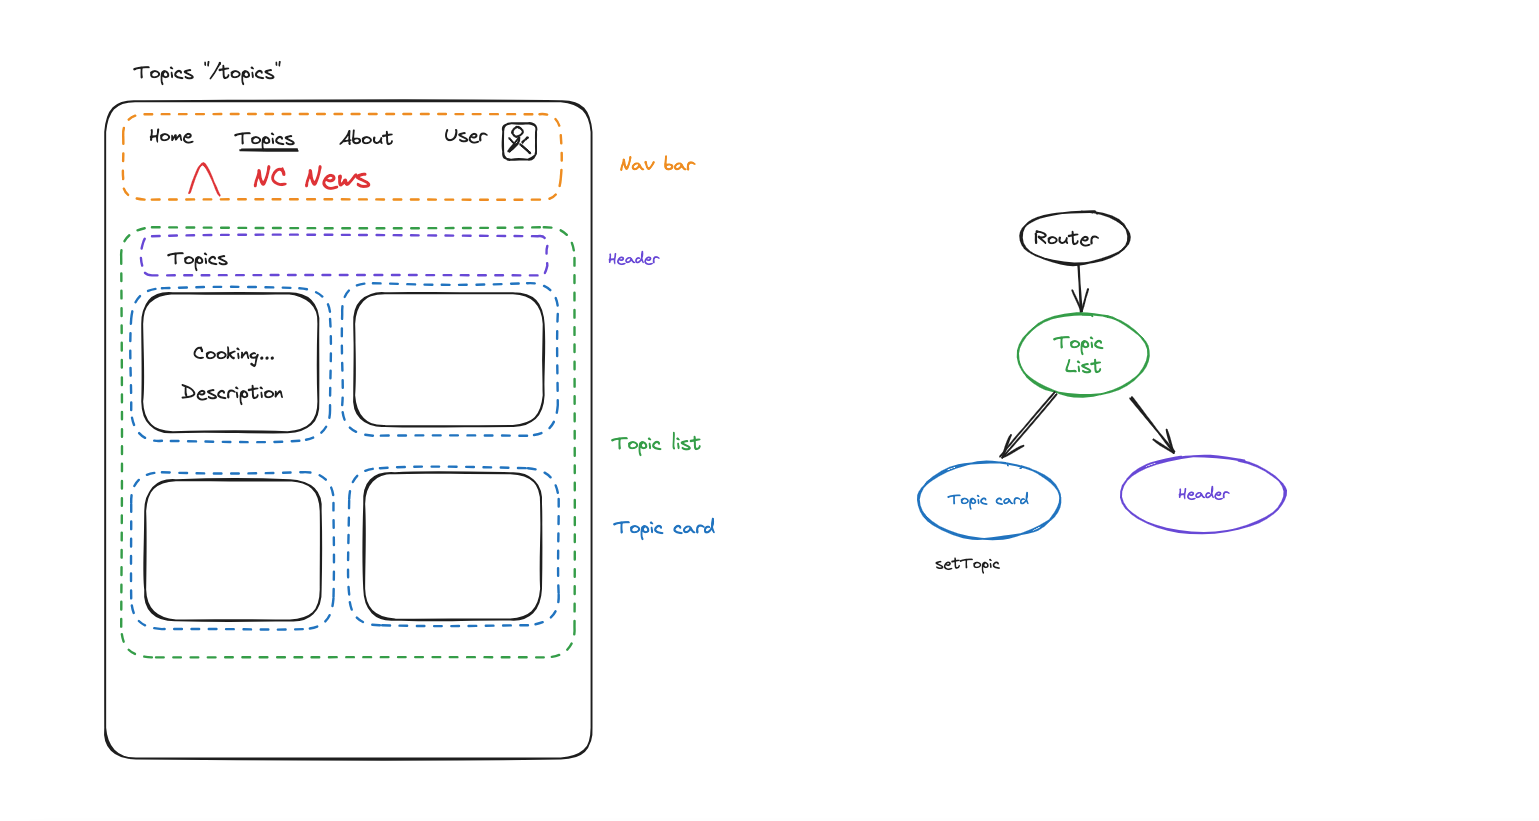 Topics "/topics"
Home Topics About User
NC News
Nav bar
Topics
Header
Cooking...
Description
Topic list
Topic card
Router
Topic
List
Topic card
Header
setTopic